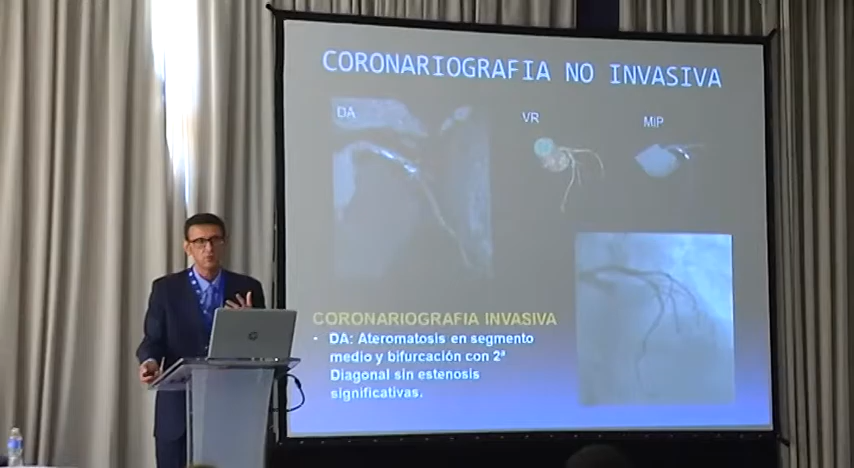 CORONARIOGRAFIA NO INVASIVA
DA
VR
MIP
CORONARIOGRAFIA INVASIVA
• DA: Ateromatosis en segmento
medio y bifurcación con 2ª
Diagonal sin estenosis
significativas.
hp